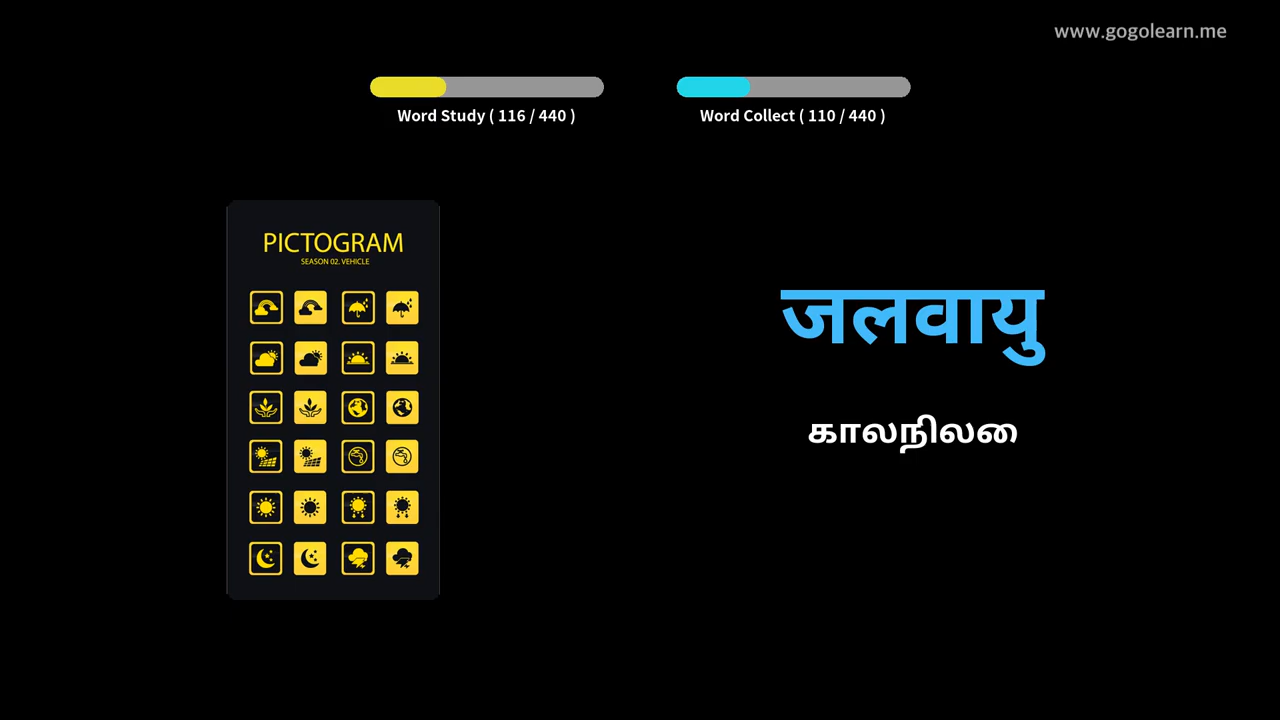 www.gogolearn.me
Word Study ( 116 / 440 )
Word Collect ( 110 / 440 )
PICTOGRAM
SEASON 02. VEHICLE
जलवायु
காலநிலை